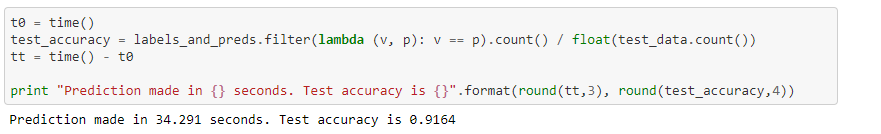 t0 = time()
test_accuracy = labels_and_preds.filter(lambda (v, p): v == p).count() / float(test_data.count())
tt = time() - t0
print "Prediction made in {} seconds. Test accuracy is {}".format(round(tt,3), round(test_accuracy,4))
Prediction made in 34.291 seconds. Test accuracy is 0.9164